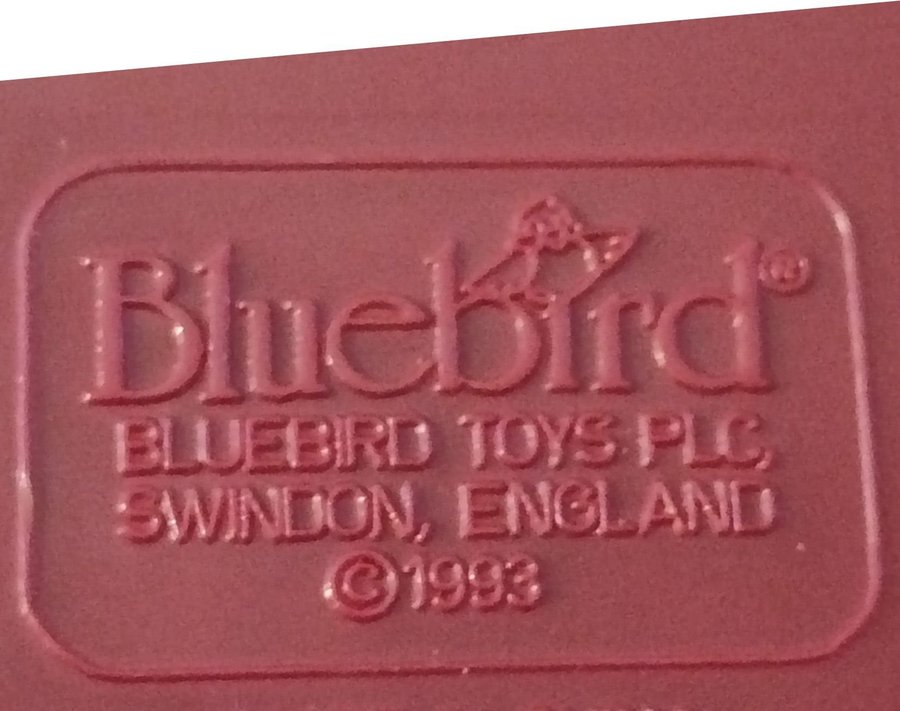 Bluebird®
BLUEBIRD TOYS PLC,
SWINDON, ENGLAND
©1993